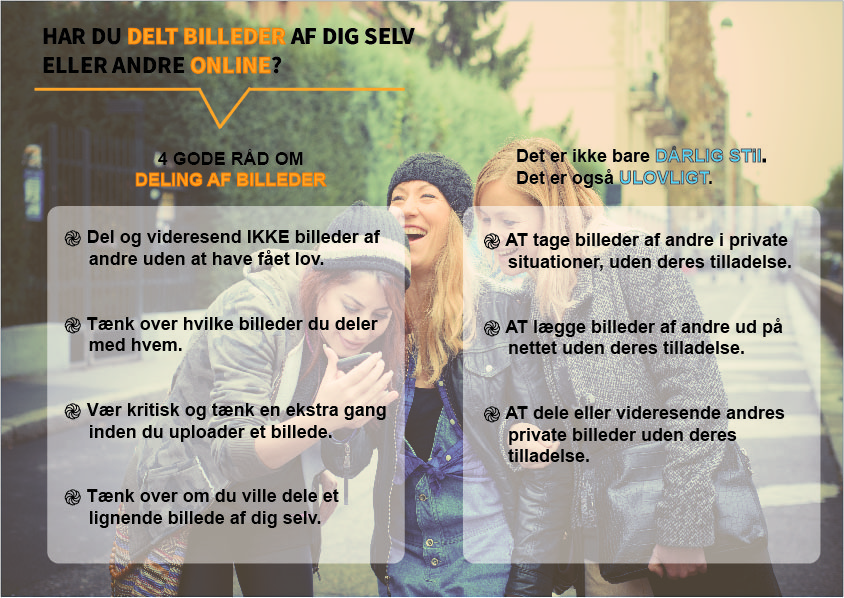 HAR DU DELT BILLEDER AF DIG SELV
ELLER ANDRE ONLINE?
4 GODE RÅD OM
DELING AF BILLEDER
Del og videresend IKKE billeder af
andre uden at have fået lov.
Tænk over hvilke billeder du deler
med hvem.
Vær kritisk og tænk en ekstra gang
inden du uploader et billede.
Tænk over om du ville dele et
lignende billede af dig selv.
Det er ikke bare DÅRLIG STIl.
Det er også ULOVLIGT.
AT tage billeder af andre i private
situationer, uden deres tilladelse.
AT lægge billeder af andre ud på
nettet uden deres tilladelse.
AT dele eller videresende andres
private billeder uden deres
tilladelse.